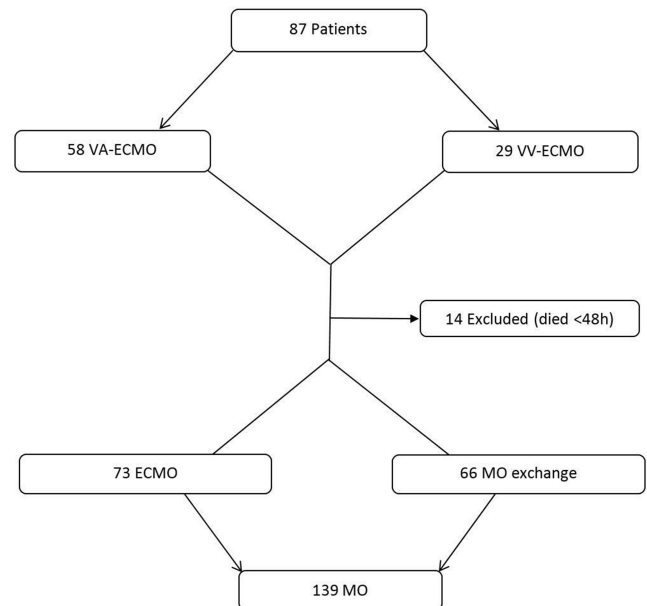 87 Patients
58 VA-ECMO
29 VV-ECMO
14 Excluded (died <48h)
73 ECMO
66 MO exchange
139 MO